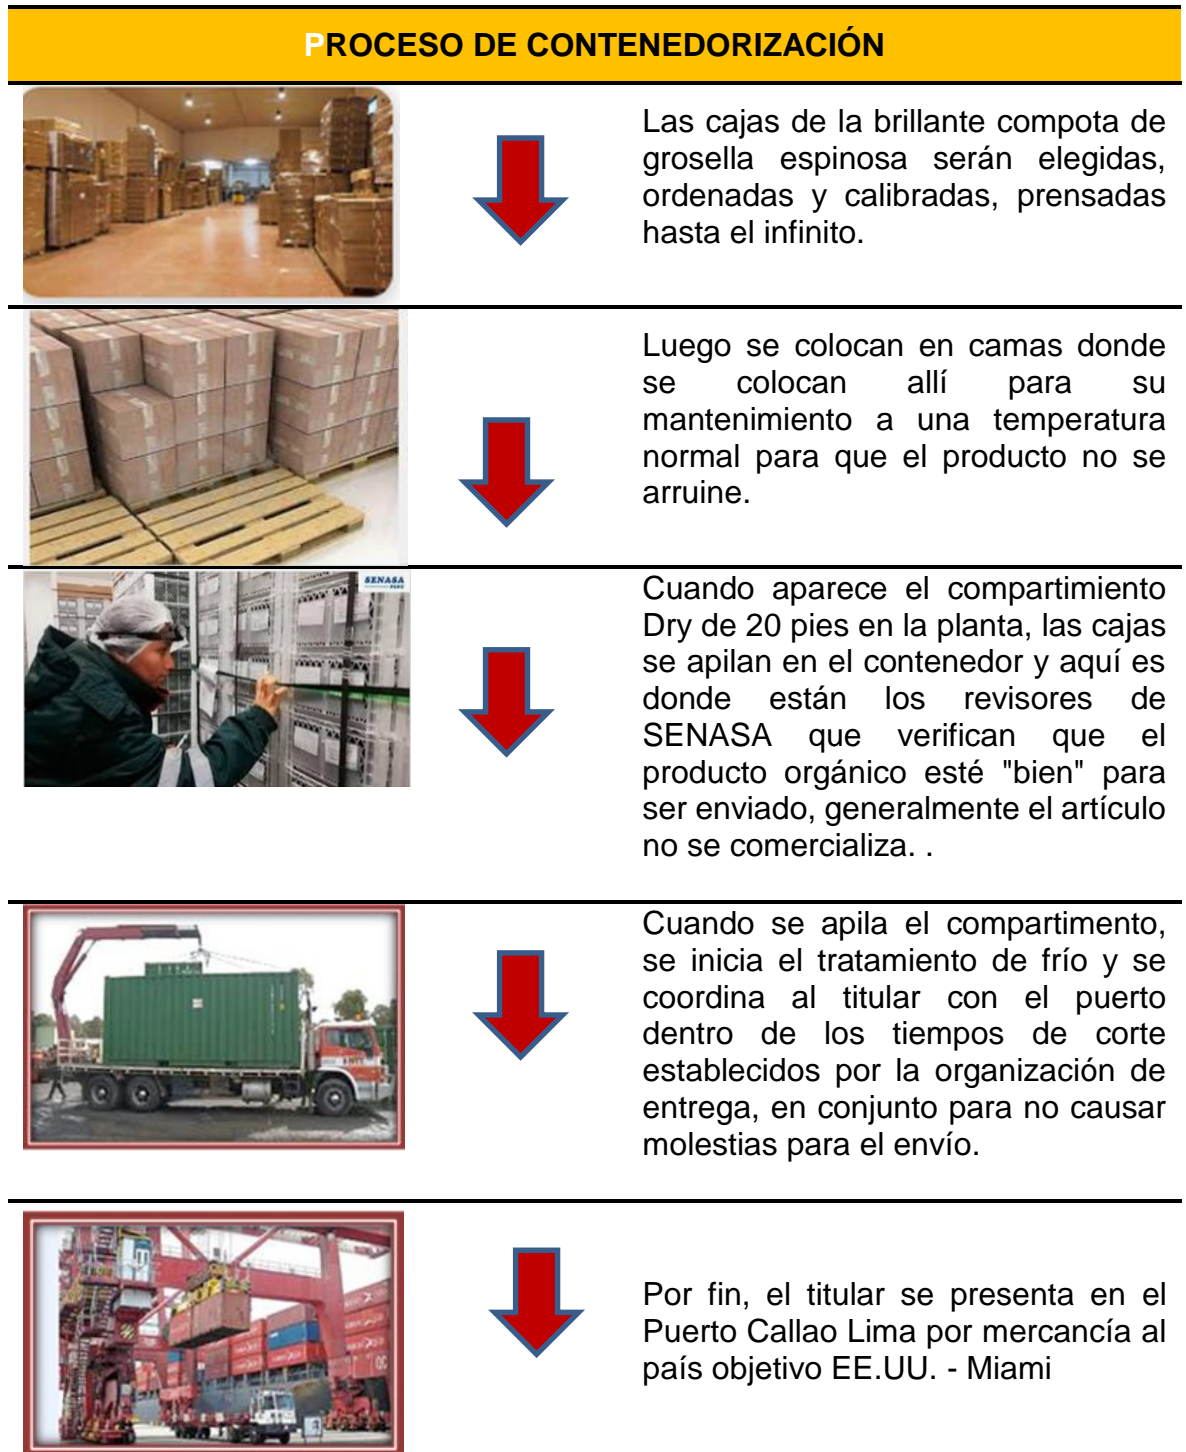 PROCESO DE CONTENEDORIZACIÓN
Las cajas de la brillante compota de
grosella espinosa serán elegidas,
ordenadas y calibradas, prensadas
hasta el infinito.
Luego se colocan en camas donde
se colocan allí para su
mantenimiento a una temperatura
normal para que el producto no se
arruine.
SENASA
PERÚ
Cuando aparece el compartimiento
Dry de 20 pies en la planta, las cajas
se apilan en el contenedor y aquí es
donde están los revisores de
SENASA que verifican que el
producto orgánico esté "bien" para
ser enviado, generalmente el artículo
no se comercializa. .
Cuando se apila el compartimento,
se inicia el tratamiento de frío y se
coordina al titular con el puerto
dentro de los tiempos de corte
establecidos por la organización de
entrega, en conjunto para no causar
molestias para el envío.
Por fin, el titular se presenta en el
Puerto Callao Lima por mercancía al
país objetivo EE.UU. - Miami